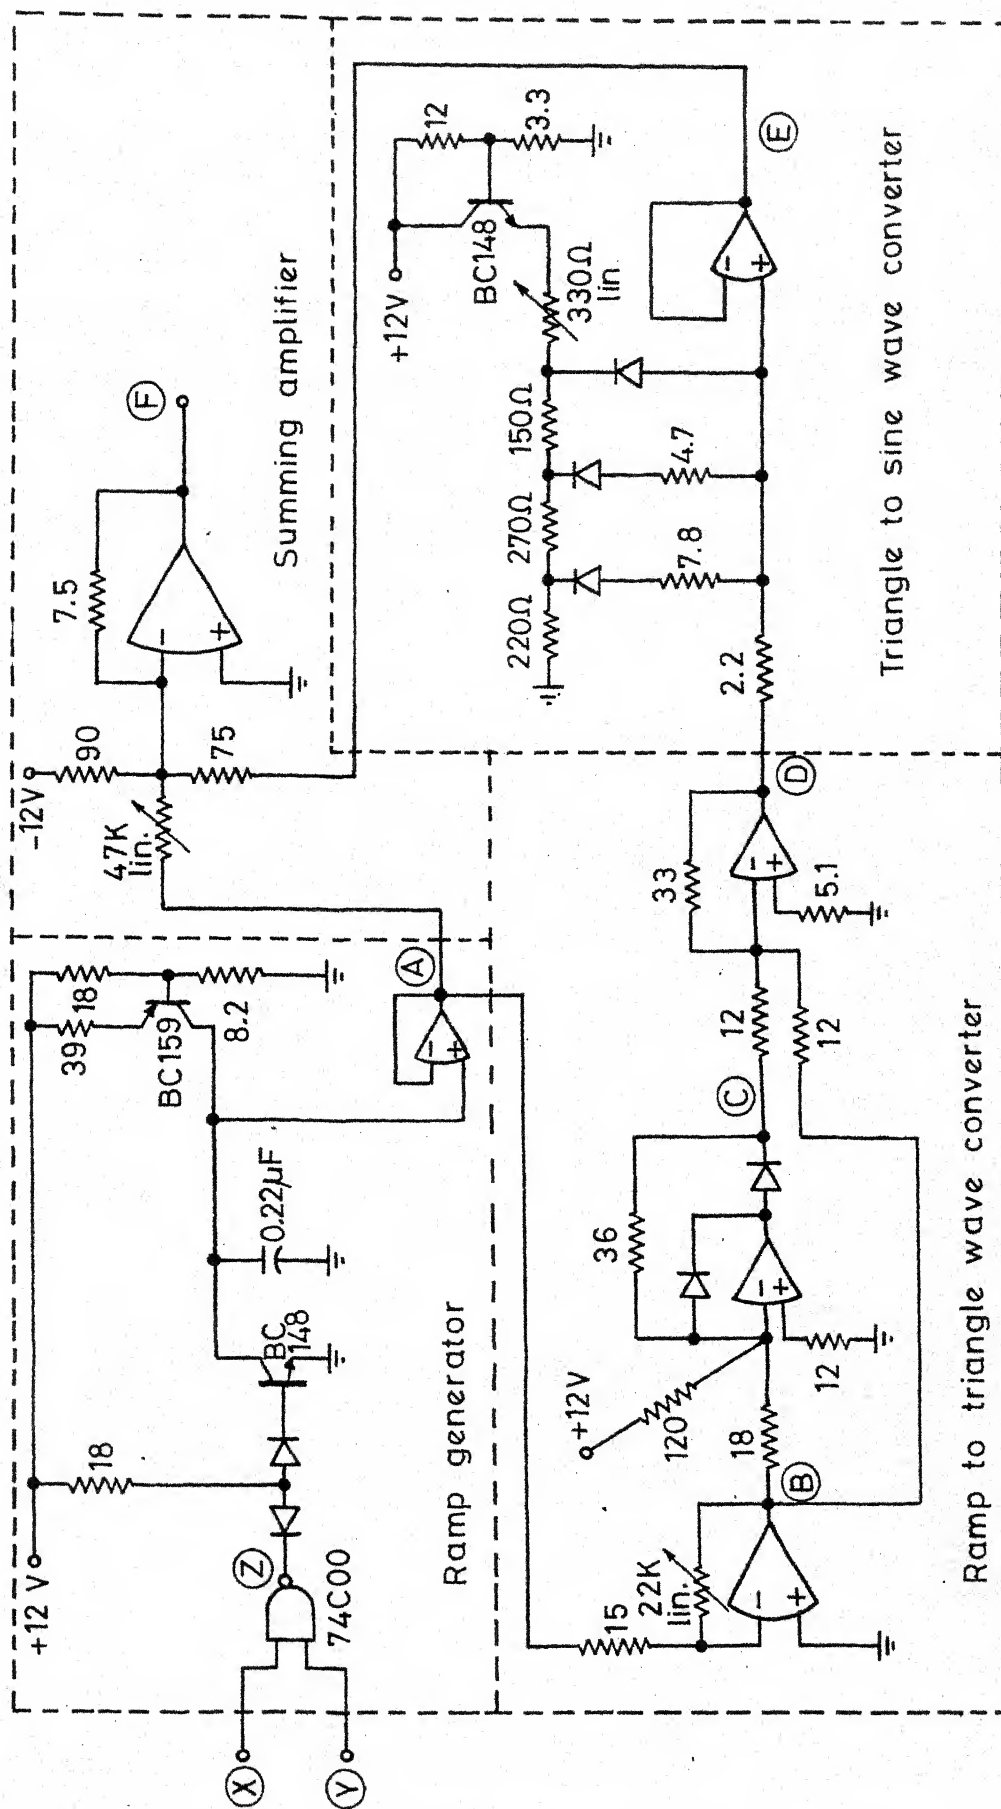 X
Y
Z
74C00
+12 V
18
BC
148
0.22µF
39
18
BC159
8.2
A
Ramp generator
-12V
90
47K
lin.
75
7.5
F
Summing amplifier
15
22K
lin.
B
18
120
+12V
12
36
C
12
12
33
5.1
D
Ramp to triangle wave converter
2.2
220Ω
270Ω
150Ω
7.8
4.7
330Ω
lin
BC148
+12V
12
3.3
E
Triangle to sine wave converter
-
+
-
+
-
+
-
+
-
+
-
+